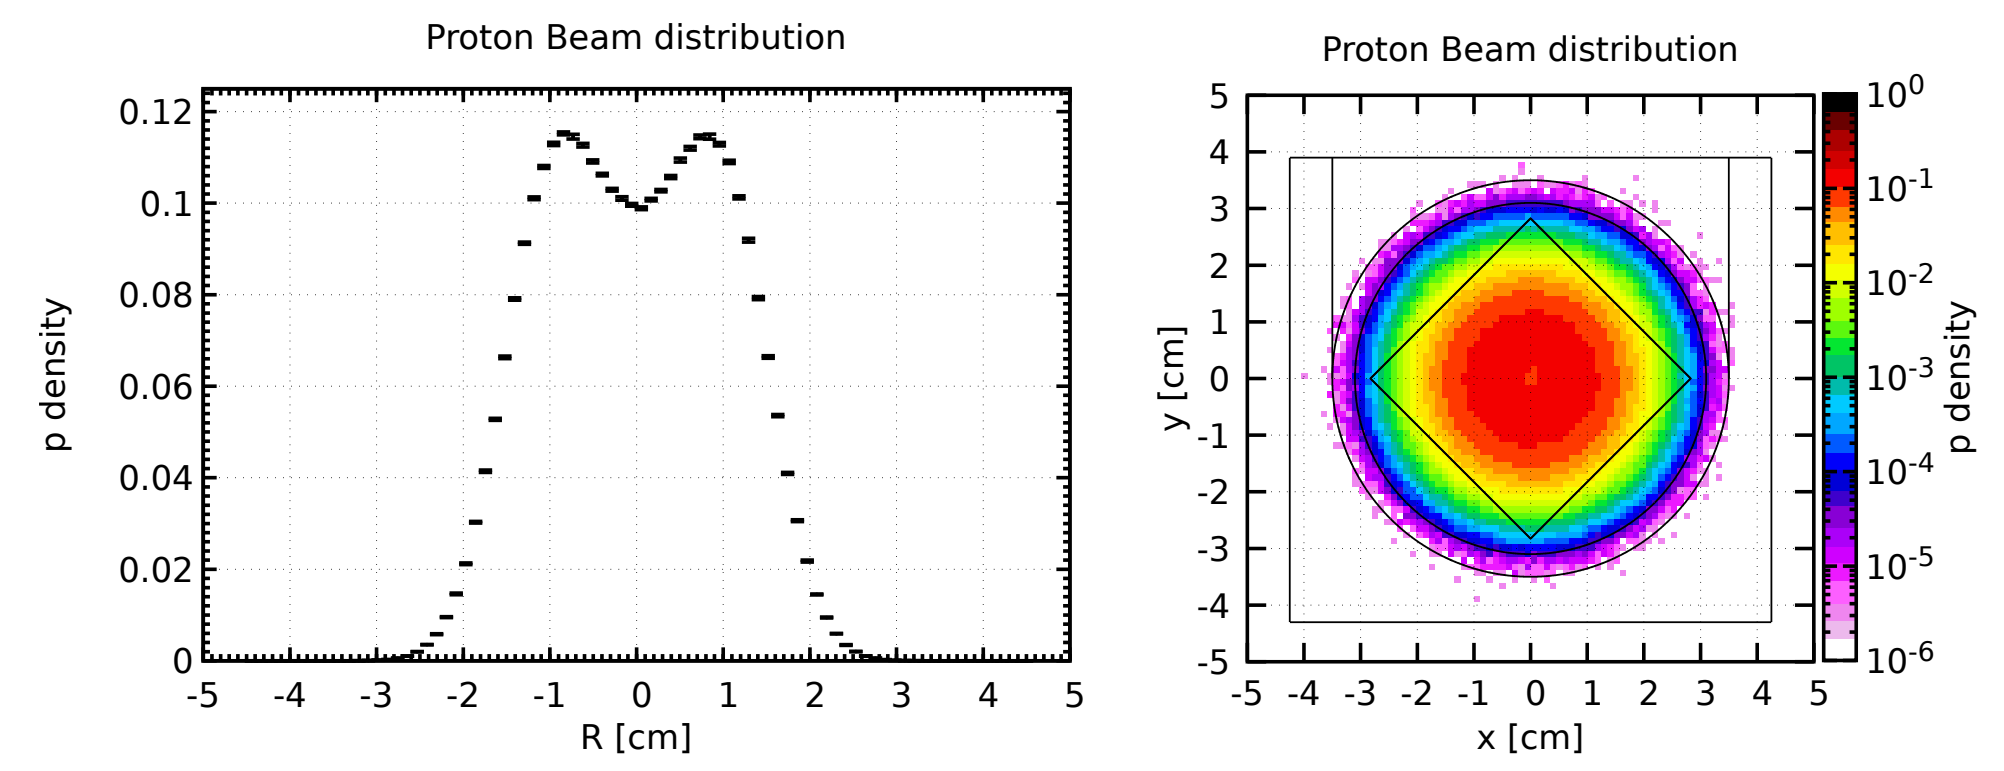 Proton Beam distribution
0.12
0.1
0.08
0.06
0.04
0.02
0
p density
-5 -4 -3 -2 -1 0 1 2 3 4 5
R [cm]
Proton Beam distribution
5
4
3
2
1
0
-1
-2
-3
-4
-5
y [cm]
-5 -4 -3 -2 -1 0 1 2 3 4 5
x [cm]
10^0
10^-1
10^-2
10^-3
10^-4
10^-5
10^-6
p density